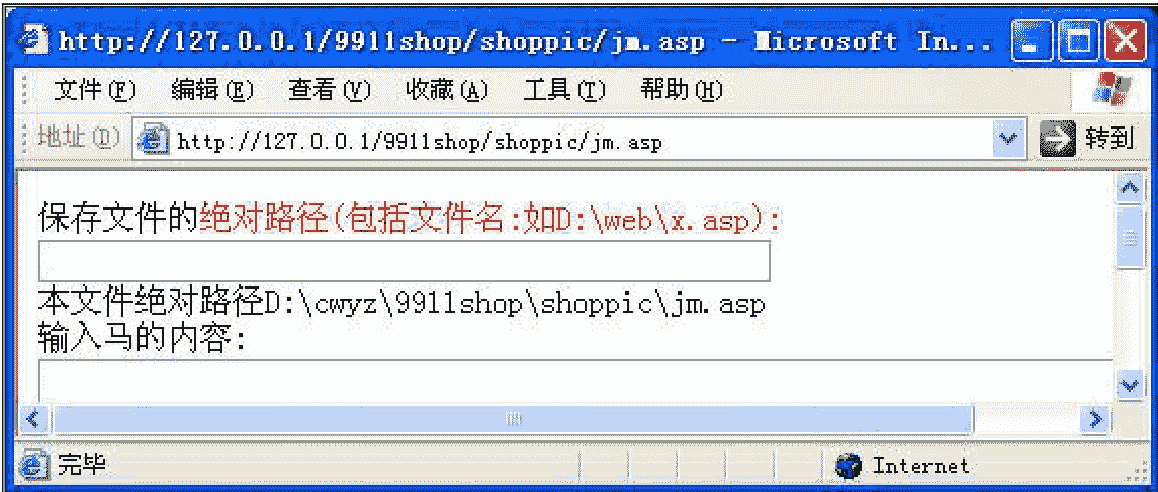 http://127.0.0.1/9911shop/shoppic/jm.asp - Microsoft In...
文件(F) 编辑(E) 查看(V) 收藏(A) 工具(T) 帮助(H)
地址(D) http://127.0.0.1/9911shop/shoppic/jm.asp 转到
保存文件的绝对路径(包括文件名:如D:\web\x.asp):
本文件绝对路径D:\cwyz\9911shop\shoppic\jm.asp
输入马的内容:
完毕 Internet